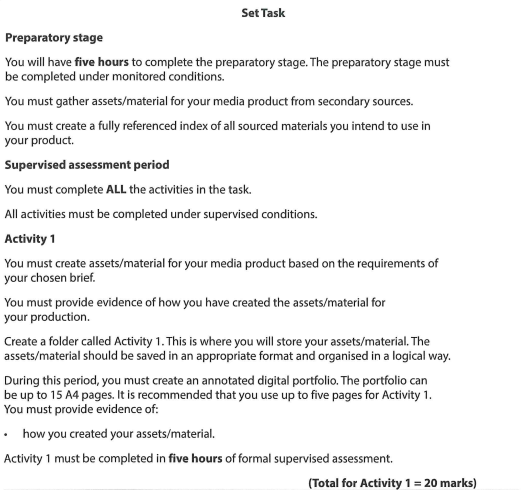 Set Task
Preparatory stage
You will have five hours to complete the preparatory stage. The preparatory stage must
be completed under monitored conditions.
You must gather assets/material for your media product from secondary sources.
You must create a fully referenced index of all sourced materials you intend to use in
your product.
Supervised assessment period
You must complete ALL the activities in the task.
All activities must be completed under supervised conditions.
Activity 1
You must create assets/material for your media product based on the requirements of
your chosen brief.
You must provide evidence of how you have created the assets/material for
your production.
Create a folder called Activity 1. This is where you will store your assets/material. The
assets/material should be saved in an appropriate format and organised in a logical way.
During this period, you must create an annotated digital portfolio. The portfolio can
be up to 15 A4 pages. It is recommended that you use up to five pages for Activity 1.
You must provide evidence of:
• how you created your assets/material.
Activity 1 must be completed in five hours of formal supervised assessment.
(Total for Activity 1 = 20 marks)